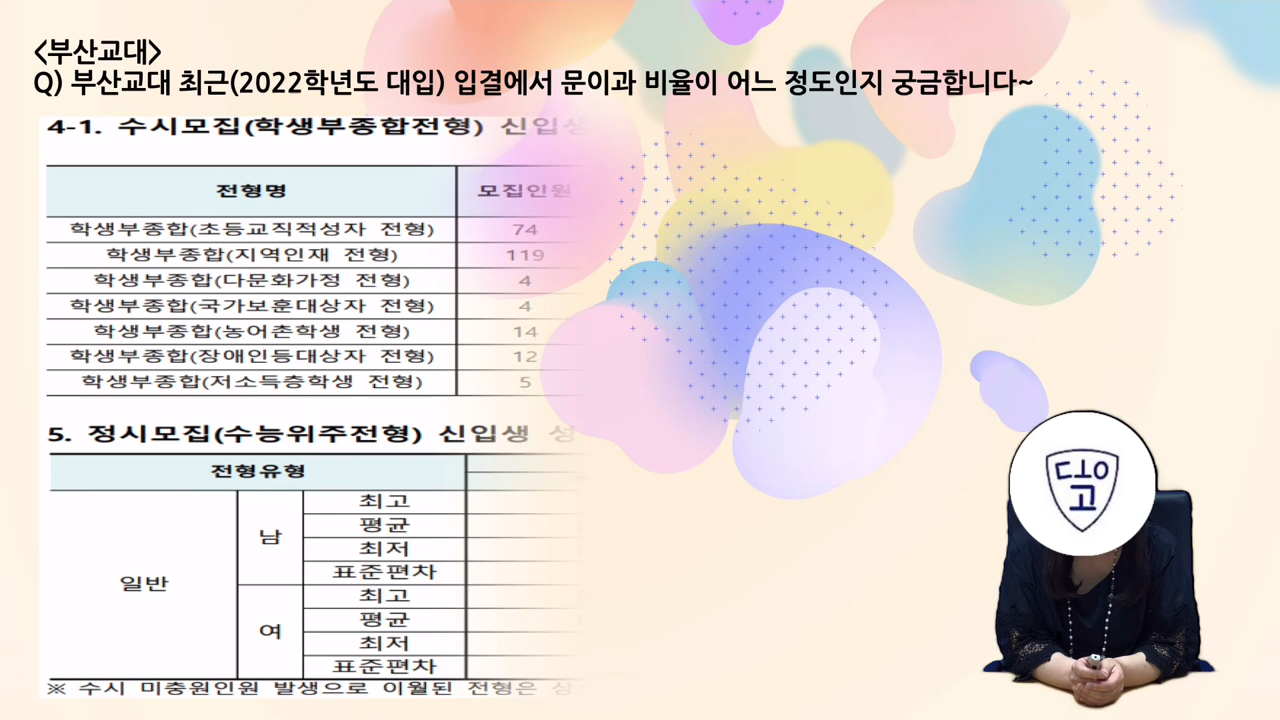 <부산교대>
Q) 부산교대 최근(2022학년도 대입) 입결에서 문이과 비율이 어느 정도인지 궁금합니다~
4-1. 수시모집(학생부종합전형) 신입생
전형명 모집인원
학생부종합(초등교직적성자 전형) 74
학생부종합(지역인재 전형) 119
학생부종합(다문화가정 전형) 4
학생부종합(국가보훈대상자 전형) 4
학생부종합(농어촌학생 전형) 14
학생부종합(장애인등대상자 전형) 12
학생부종합(저소득층학생 전형) 5
5. 정시모집(수능위주전형) 신입생 성
전형유형
일반
남
최고
평균
최저
표준편차
여
최고
평균
최저
표준편차
※ 수시 미충원인원 발생으로 이월된 전형은
고